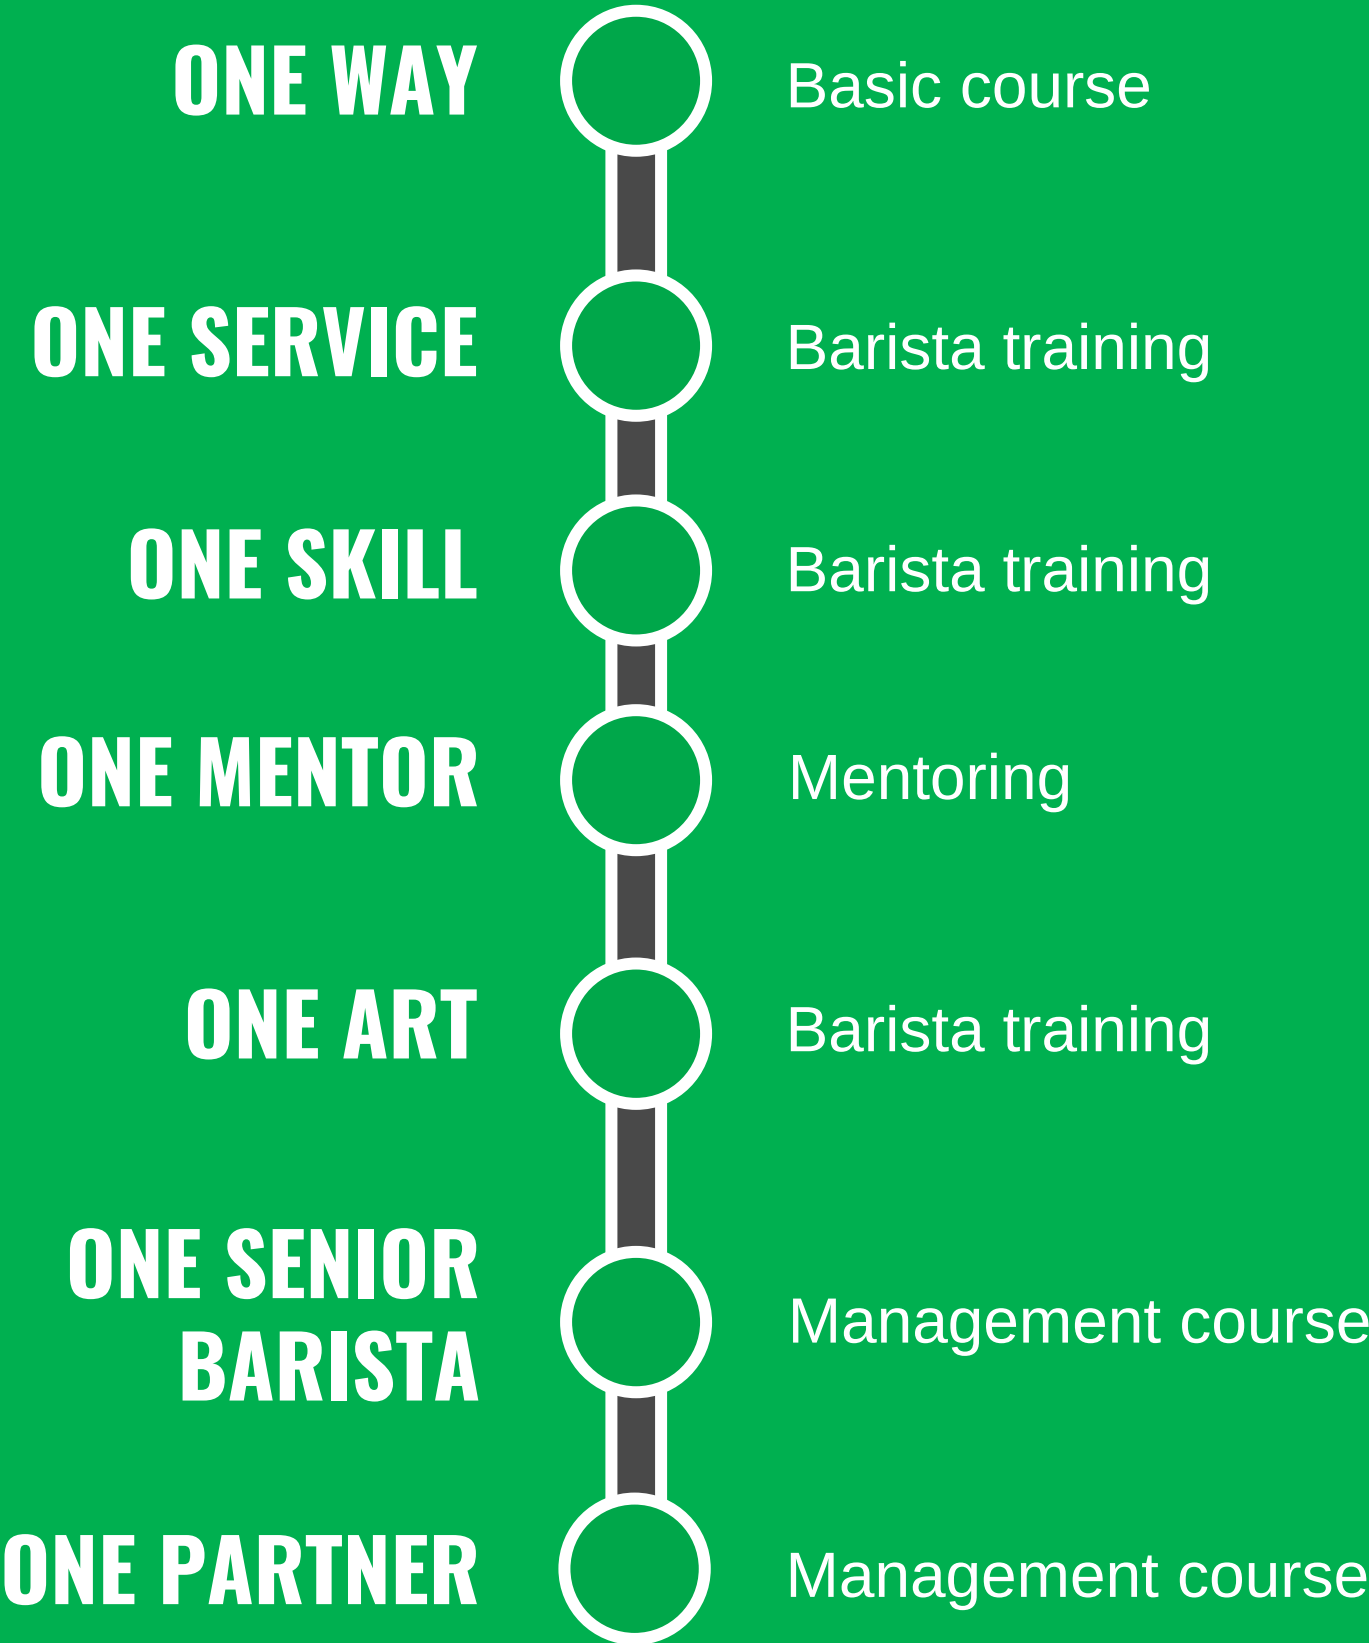 ONE WAY
Basic course
ONE SERVICE
Barista training
ONE SKILL
Barista training
ONE MENTOR
Mentoring
ONE ART
Barista training
ONE SENIOR
BARISTA
Management course
ONE PARTNER
Management course